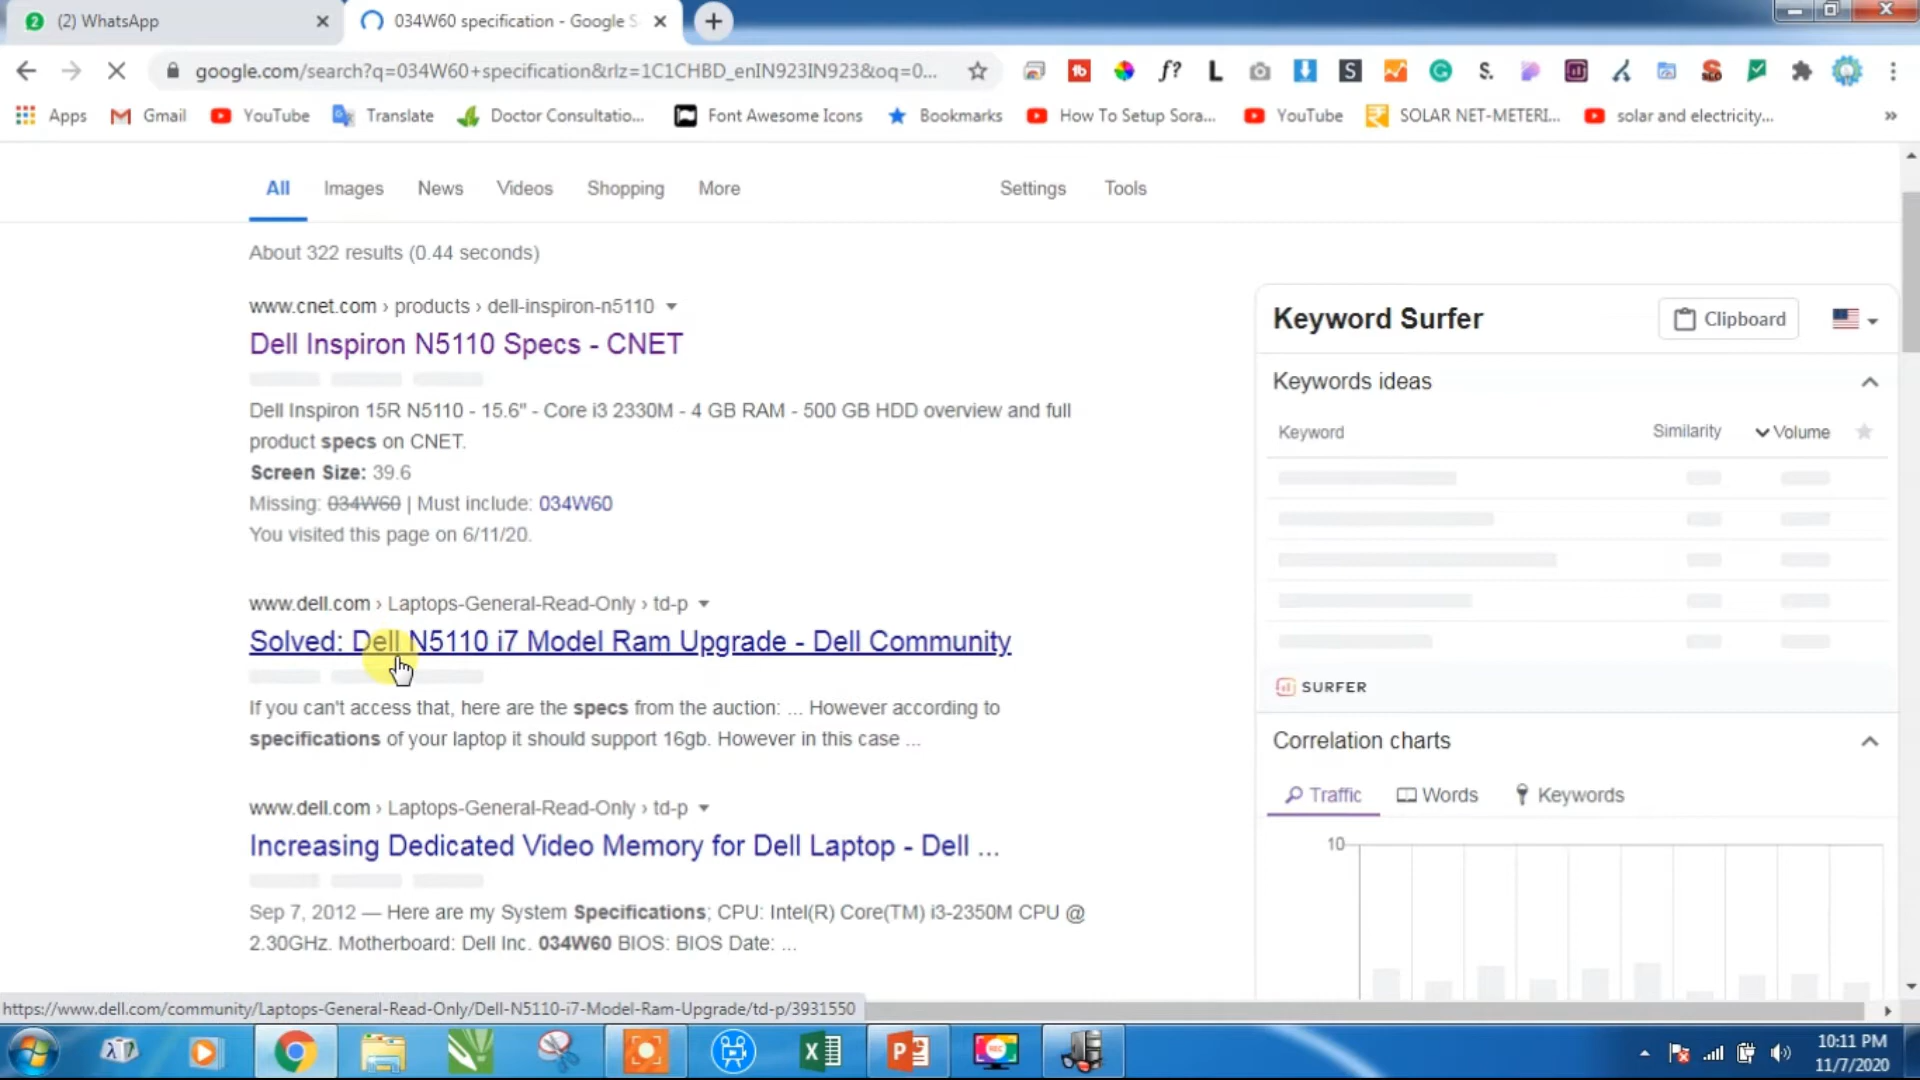 (2) WhatsApp
034W60 specification - Google S
google.com/search?q=034W60+specification&rlz=1C1CHBD_enIN923IN923&oq=0...
Apps Gmail YouTube Translate Doctor Consultatio... Font Awesome Icons Bookmarks How To Setup Sora... YouTube SOLAR NET-METERI... solar and electricity... »
All Images News Videos Shopping More Settings Tools
About 322 results (0.44 seconds)
www.cnet.com › products › dell-inspiron-n5110
Dell Inspiron N5110 Specs - CNET
Dell Inspiron 15R N5110 - 15.6" - Core i3 2330M - 4 GB RAM - 500 GB HDD overview and full
product specs on CNET.
Screen Size: 39.6
Missing: 034W60 | Must include: 034W60
You visited this page on 6/11/20.
www.dell.com › Laptops-General-Read-Only › td-p
Solved: Dell N5110 i7 Model Ram Upgrade - Dell Community
If you can't access that, here are the specs from the auction: ... However according to
specifications of your laptop it should support 16gb. However in this case ...
www.dell.com › Laptops-General-Read-Only › td-p
Increasing Dedicated Video Memory for Dell Laptop - Dell ...
Sep 7, 2012 — Here are my System Specifications; CPU: Intel(R) Core(TM) i3-2350M CPU @
2.30GHz. Motherboard: Dell Inc. 034W60 BIOS: BIOS Date: ...
Keyword Surfer Clipboard
Keywords ideas
Keyword Similarity Volume
SURFER
Correlation charts
Traffic Words Keywords
10
https://www.dell.com/community/Laptops-General-Read-Only/Dell-N5110-i7-Model-Ram-Upgrade/td-p/3931550
10:11 PM
11/7/2020